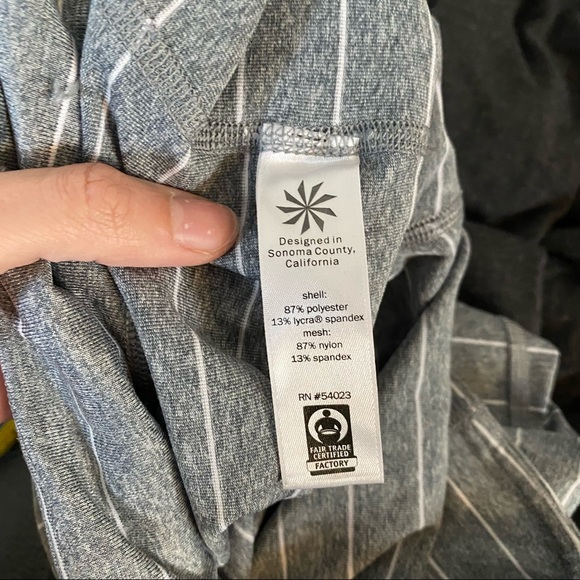 Designed in
Sonoma County,
California
shell:
87% polyester
13% lycra® spandex
mesh:
87% nylon
13% spandex
RN #54023
FAIR TRADE
CERTIFIED
FACTORY